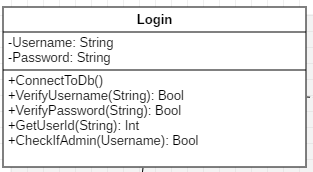 Login
-Username: String
-Password: String
+ConnectToDb()
+VerifyUsername(String): Bool
+VerifyPassword(String): Bool
+GetUserId(String): Int
+CheckIfAdmin(Username): Bool